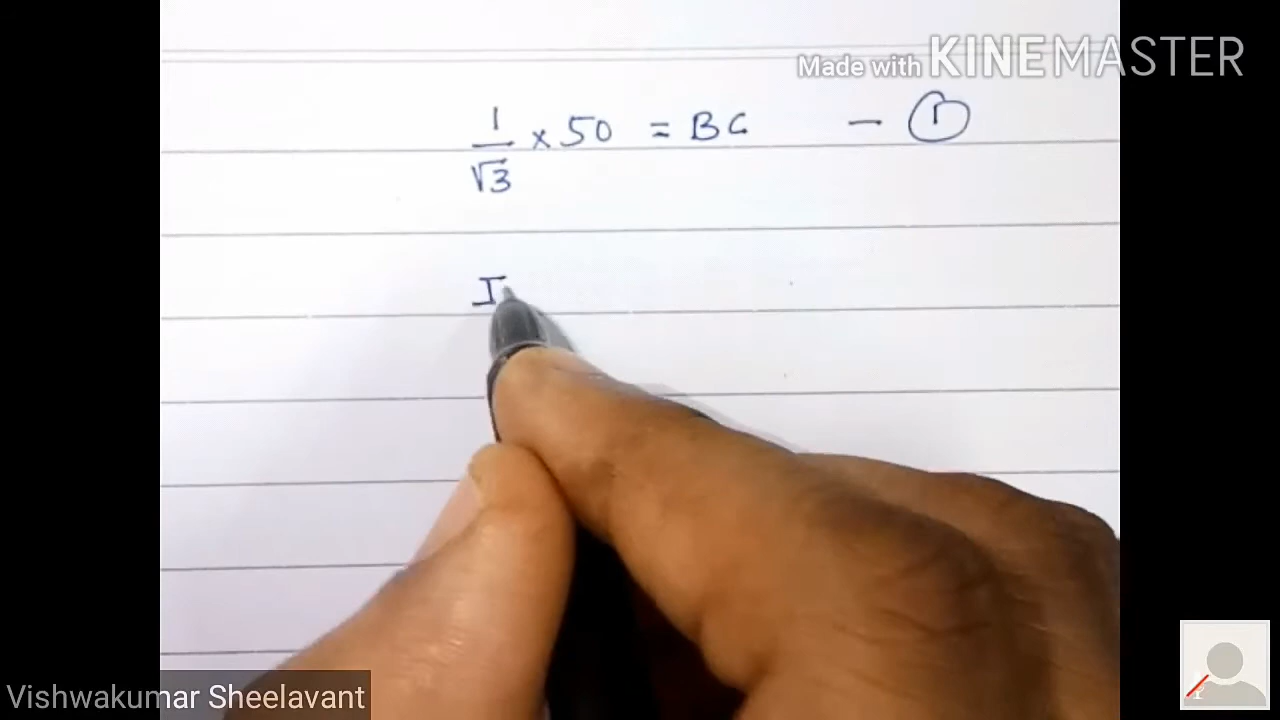 Made with KINEMASTER
1/√3 × 50 = BC — ①
I
Vishwakumar Sheelavant